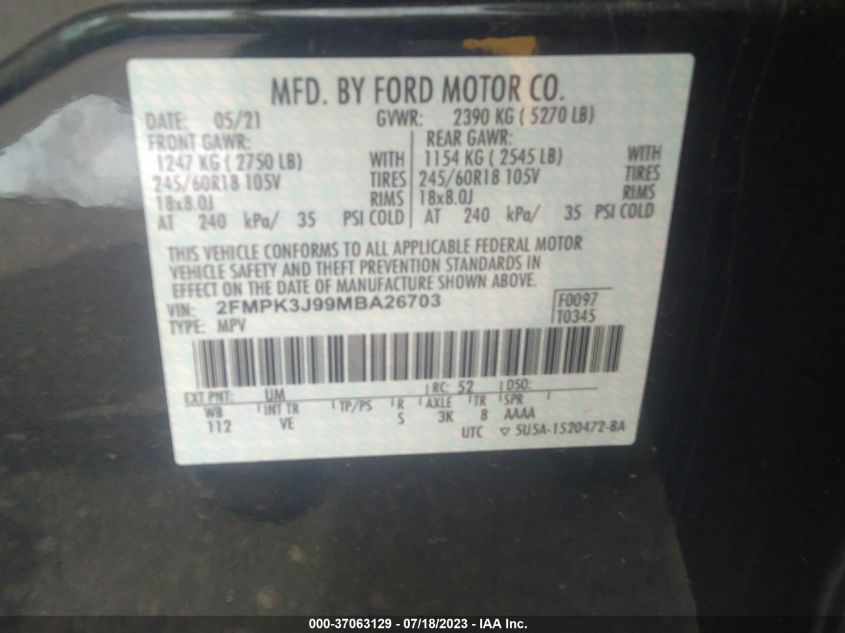 MFD. BY FORD MOTOR CO.
DATE: 05/21 GVWR: 2390 KG ( 5270 LB)
FRONT GAWR: REAR GAWR:
1247 KG ( 2750 LB) WITH 1154 KG ( 2545 LB) WITH
245/60R18 105V TIRES 245/60R18 105V TIRES
18x8.0J RIMS 18x8.0J RIMS
AT 240 kPa/ 35 PSI COLD AT 240 kPa/ 35 PSI COLD
THIS VEHICLE CONFORMS TO ALL APPLICABLE FEDERAL MOTOR
VEHICLE SAFETY AND THEFT PREVENTION STANDARDS IN
EFFECT ON THE DATE OF MANUFACTURE SHOWN ABOVE.
VIN: 2FMPK3J99MBA26703 F0097
TYPE: MPV T0345
EXT PNT: UM RC: 52 DSO:
WB INT TR TP/PS R AXLE TR SPR
112 VE S 3K 8 AAAA
UTC ▽ 5U5A-1520472-BA
000-37063129 / 07/18/2023 - IAA Inc.